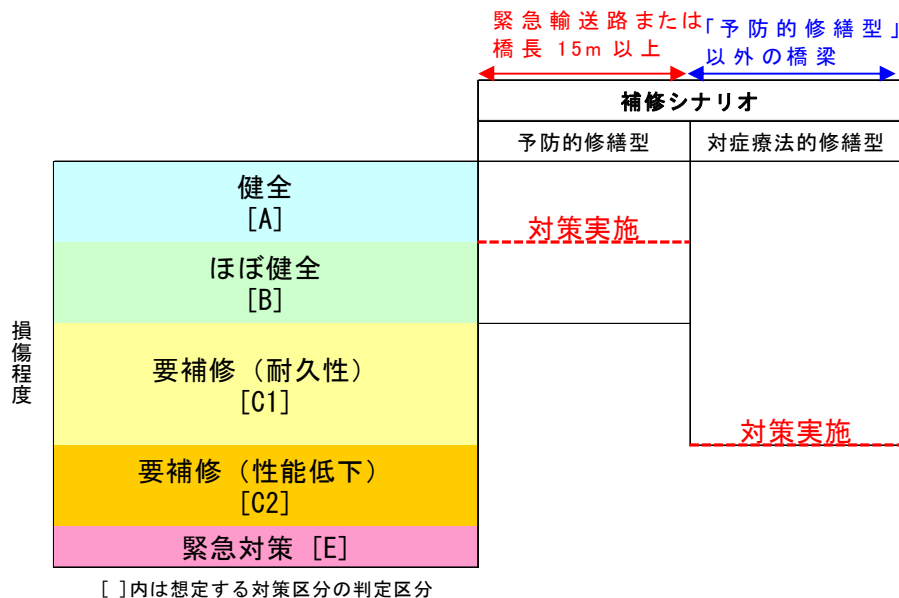 緊急輸送路または
橋長 15m 以上
「予防的修繕型」
以外の橋梁
補修シナリオ
予防的修繕型
対症療法的修繕型
健全
[A]
対策実施
ほぼ健全
[B]
損傷程度
要補修（耐久性）
[C1]
対策実施
要補修（性能低下）
[C2]
緊急対策 [E]
[ ]内は想定する対策区分の判定区分